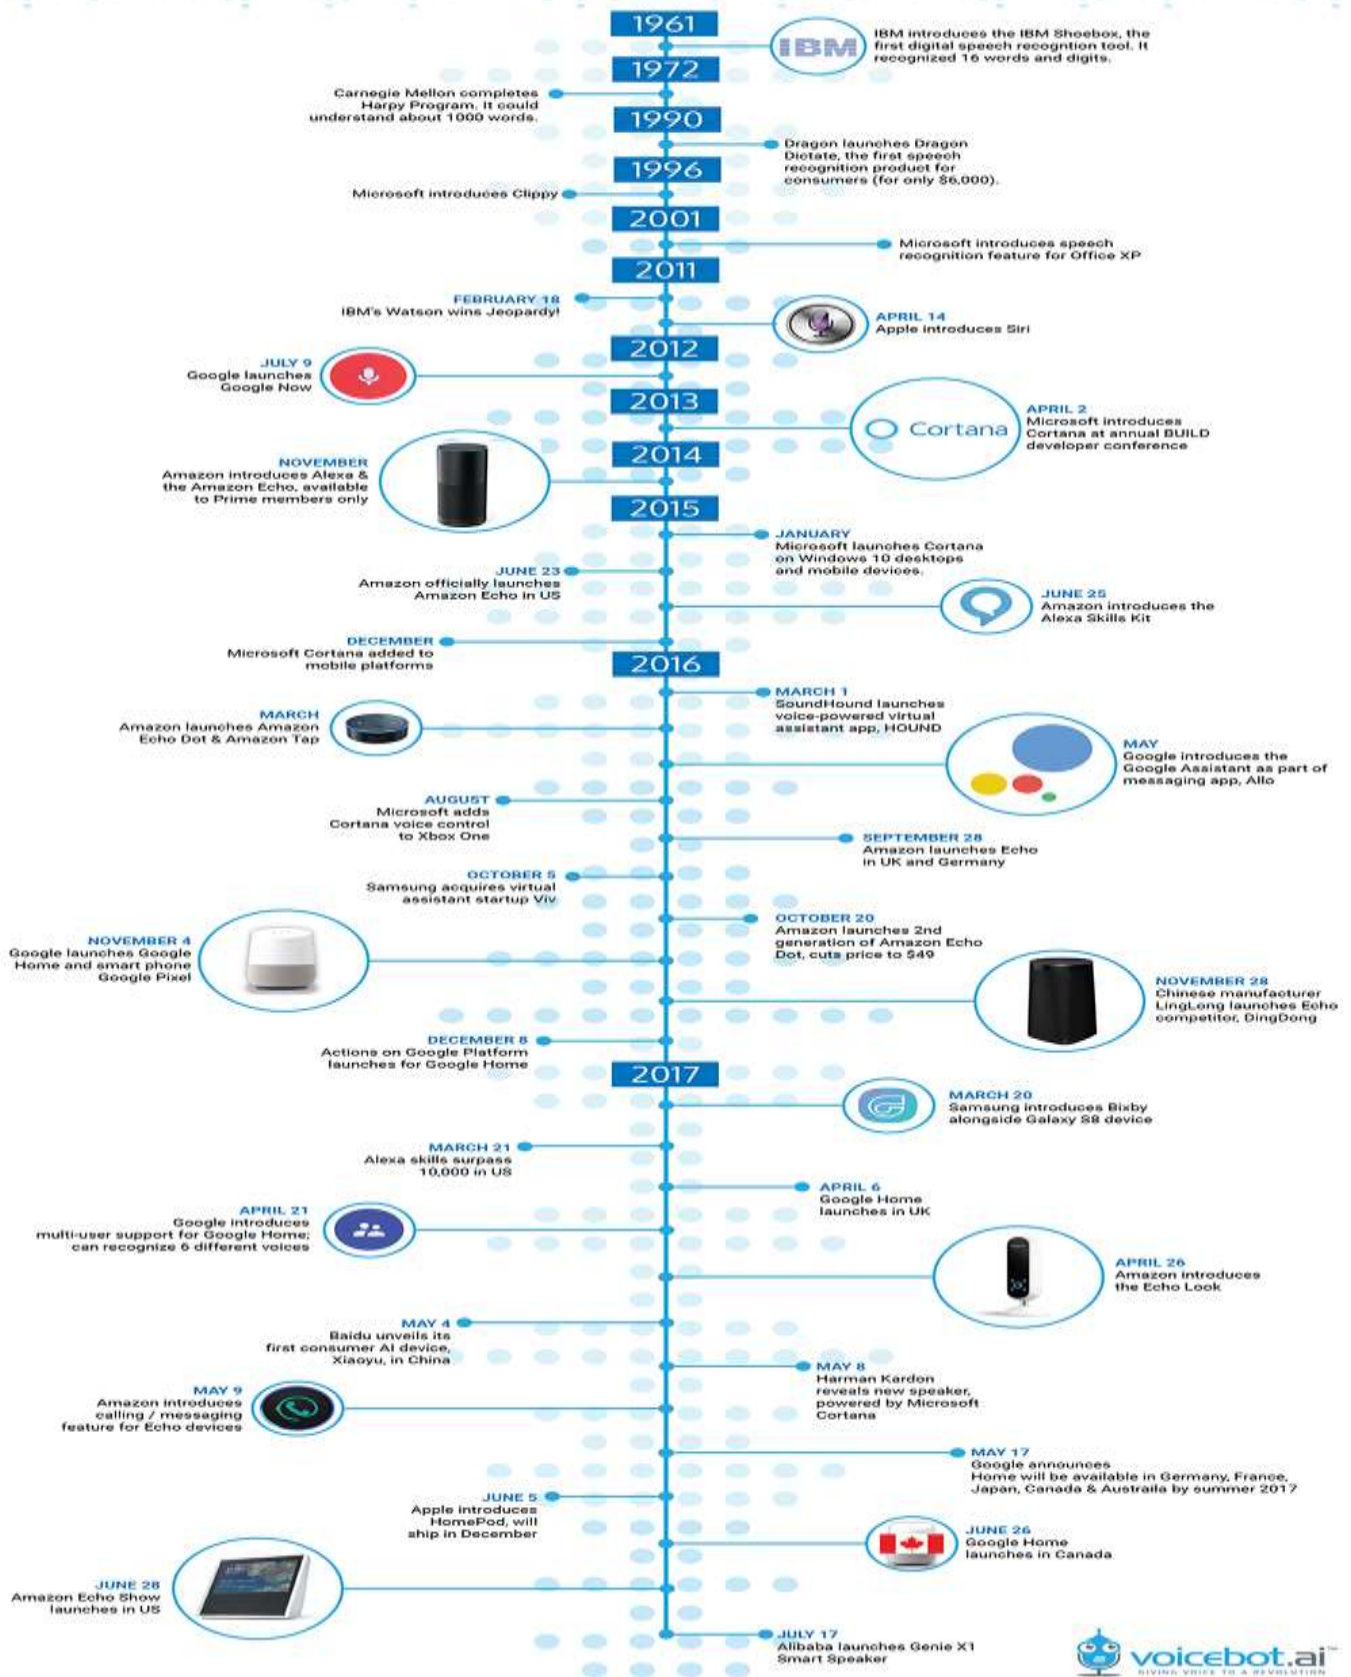 1961
IBM
IBM introduces the IBM Shoebox, the
first digital speech recogntion tool. It
recognized 16 words and digits.
1972
Carnegie Mellon completes
Harpy Program. It could
understand about 1000 words.
1990
Dragon launches Dragon
Dictate, the first speech
recognition product for
consumers (for only $6,000).
1996
Microsoft introduces Clippy
2001
Microsoft introduces speech
recognition feature for Office XP
2011
FEBRUARY 18
IBM's Watson wins Jeopardy!
APRIL 14
Apple introduces Siri
2012
JULY 9
Google launches
Google Now
2013
Cortana
APRIL 2
Microsoft introduces
Cortana at annual BUILD
developer conference
2014
NOVEMBER
Amazon introduces Alexa &
the Amazon Echo, available
to Prime members only
2015
JANUARY
Microsoft launches Cortana
on Windows 10 desktops
and mobile devices.
JUNE 23
Amazon officially launches
Amazon Echo in US
JUNE 25
Amazon introduces the
Alexa Skills Kit
DECEMBER
Microsoft Cortana added to
mobile platforms
2016
MARCH 1
SoundHound launches
voice-powered virtual
assistant app, HOUND
MARCH
Amazon launches Amazon
Echo Dot & Amazon Tap
MAY
Google introduces the
Google Assistant as part of
messaging app, Allo
AUGUST
Microsoft adds
Cortana voice control
to Xbox One
SEPTEMBER 28
Amazon launches Echo
in UK and Germany
OCTOBER 5
Samsung acquires virtual
assistant startup Viv
OCTOBER 20
Amazon launches 2nd
generation of Amazon Echo
Dot, cuts price to $49
NOVEMBER 4
Google launches Google
Home and smart phone
Google Pixel
NOVEMBER 28
Chinese manufacturer
LingLong launches Echo
competitor, DingDong
DECEMBER 8
Actions on Google Platform
launches for Google Home
2017
MARCH 20
Samsung introduces Bixby
alongside Galaxy S8 device
MARCH 21
Alexa skills surpass
10,000 in US
APRIL 6
Google Home
launches in UK
APRIL 21
Google introduces
multi-user support for Google Home;
can recognize 6 different voices
APRIL 26
Amazon introduces
the Echo Look
MAY 4
Baidu unveils its
first consumer AI device,
Xiaoyu, in China
MAY 8
Harman Kardon
reveals new speaker,
powered by Microsoft
Cortana
MAY 9
Amazon introduces
calling / messaging
feature for Echo devices
MAY 17
Google announces
Home will be available in Germany, France,
Japan, Canada & Austraila by summer 2017
JUNE 5
Apple introduces
HomePod, will
ship in December
JUNE 26
Google Home
launches in Canada
JUNE 28
Amazon Echo Show
launches in US
JULY 17
Alibaba launches Genie X1
Smart Speaker
voicebot.ai™
GIVING VOICE TO A REVOLUTION